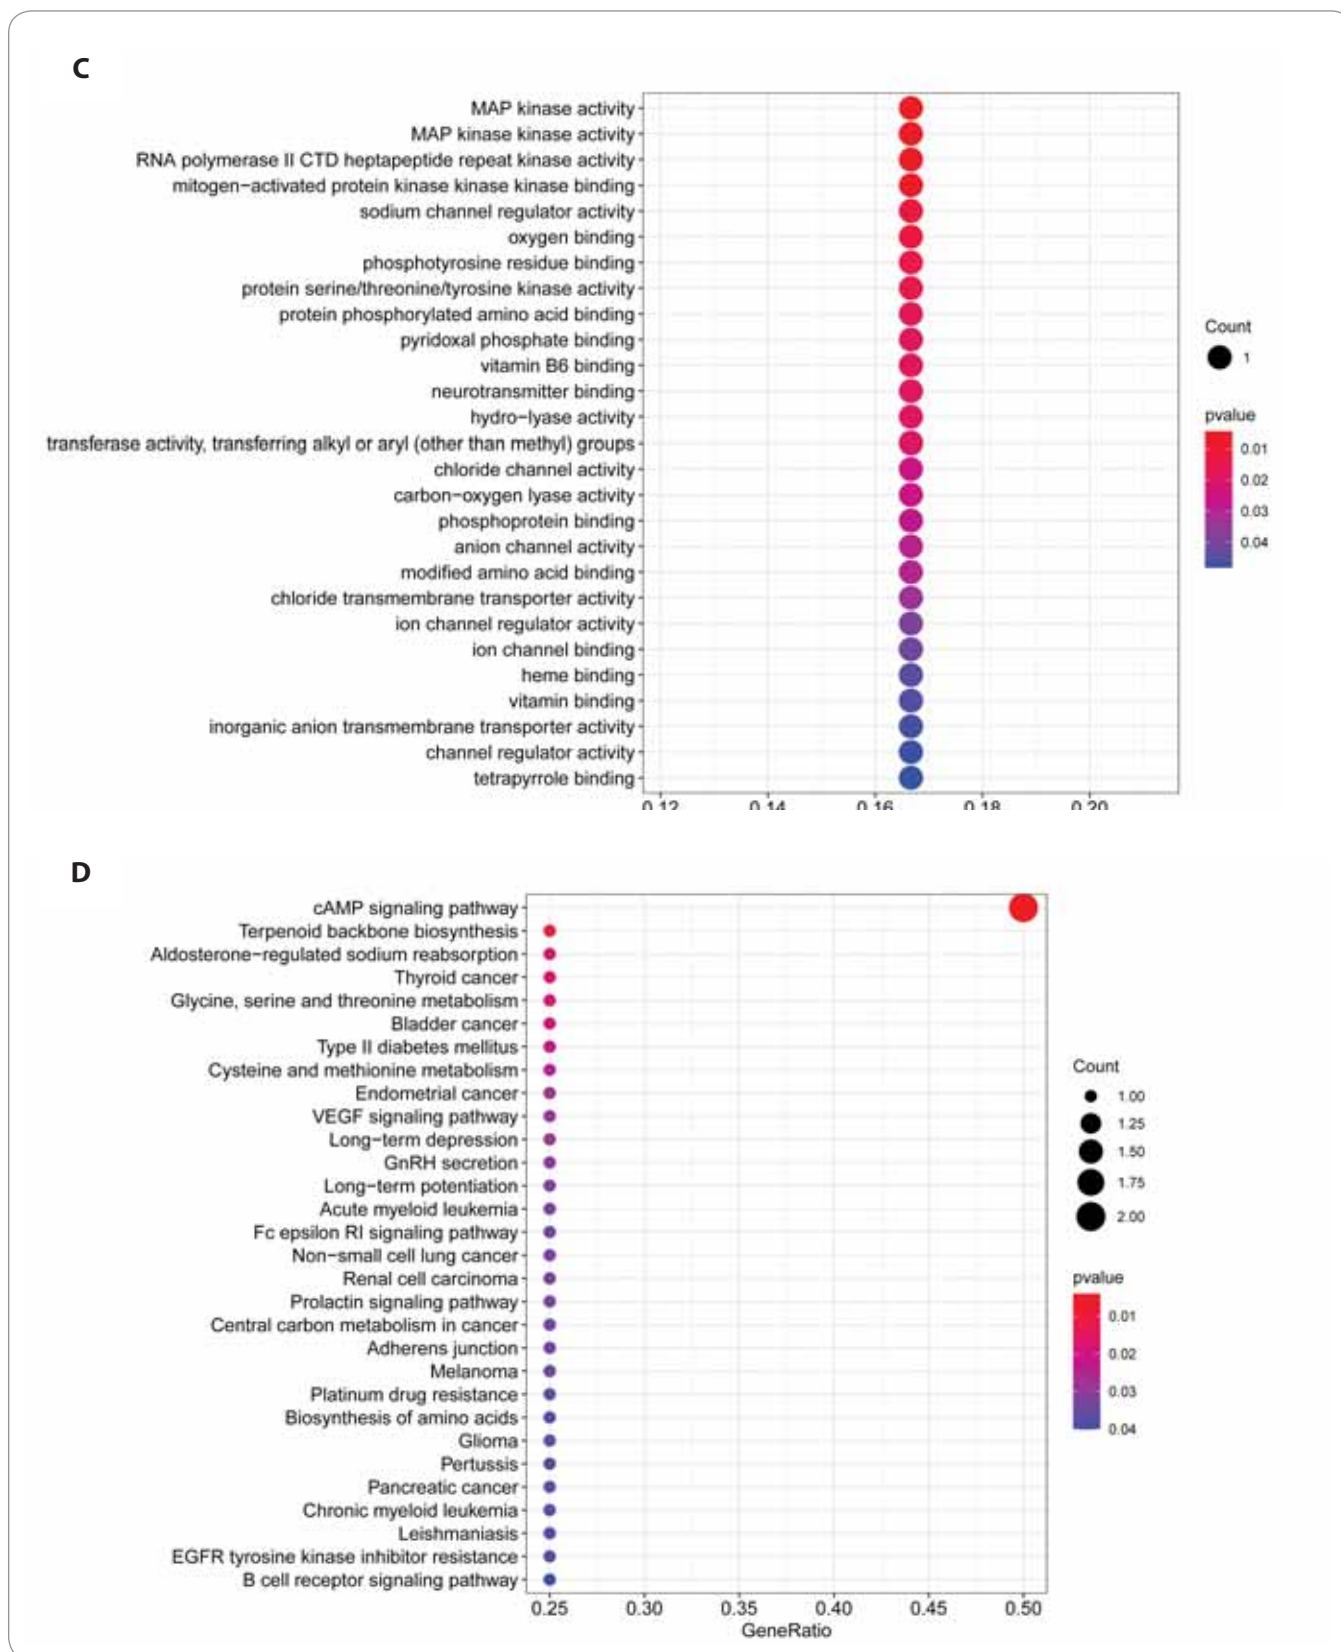 C
MAP kinase activity
MAP kinase kinase activity
RNA polymerase II CTD heptapeptide repeat kinase activity
mitogen−activated protein kinase kinase kinase binding
sodium channel regulator activity
oxygen binding
phosphotyrosine residue binding
protein serine/threonine/tyrosine kinase activity
protein phosphorylated amino acid binding
pyridoxal phosphate binding
vitamin B6 binding
neurotransmitter binding
hydro−lyase activity
transferase activity, transferring alkyl or aryl (other than methyl) groups
chloride channel activity
carbon−oxygen lyase activity
phosphoprotein binding
anion channel activity
modified amino acid binding
chloride transmembrane transporter activity
ion channel regulator activity
ion channel binding
heme binding
vitamin binding
inorganic anion transmembrane transporter activity
channel regulator activity
tetrapyrrole binding
0.12 0.14 0.16 0.18 0.20
Count
1
pvalue
0.01
0.02
0.03
0.04
D
cAMP signaling pathway
Terpenoid backbone biosynthesis
Aldosterone−regulated sodium reabsorption
Thyroid cancer
Glycine, serine and threonine metabolism
Bladder cancer
Type II diabetes mellitus
Cysteine and methionine metabolism
Endometrial cancer
VEGF signaling pathway
Long−term depression
GnRH secretion
Long−term potentiation
Acute myeloid leukemia
Fc epsilon RI signaling pathway
Non−small cell lung cancer
Renal cell carcinoma
Prolactin signaling pathway
Central carbon metabolism in cancer
Adherens junction
Melanoma
Platinum drug resistance
Biosynthesis of amino acids
Glioma
Pertussis
Pancreatic cancer
Chronic myeloid leukemia
Leishmaniasis
EGFR tyrosine kinase inhibitor resistance
B cell receptor signaling pathway
0.25 0.30 0.35 0.40 0.45 0.50
GeneRatio
Count
1.00
1.25
1.50
1.75
2.00
pvalue
0.01
0.02
0.03
0.04